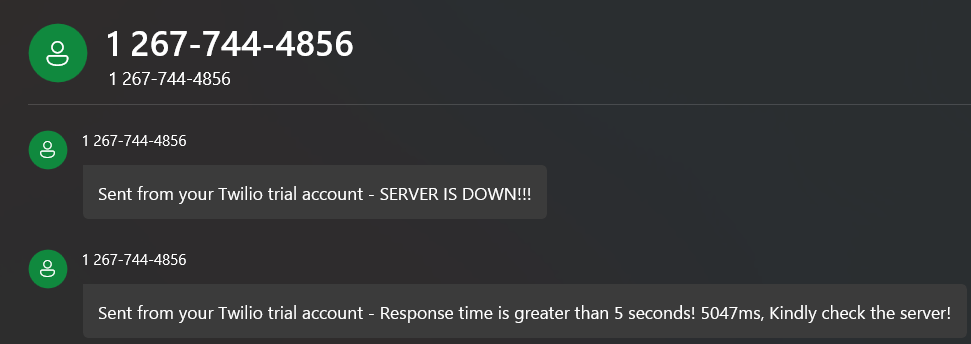 1 267-744-4856
1 267-744-4856
1 267-744-4856
Sent from your Twilio trial account - SERVER IS DOWN!!!
1 267-744-4856
Sent from your Twilio trial account - Response time is greater than 5 seconds! 5047ms, Kindly check the server!